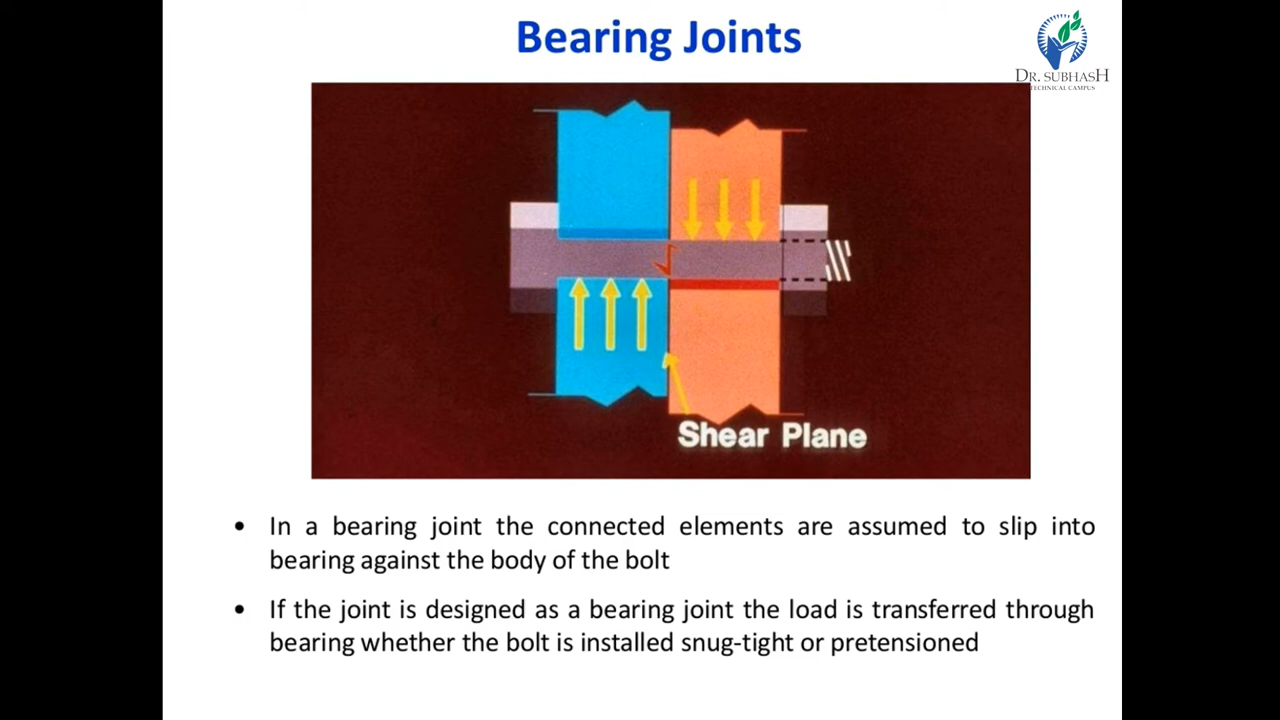 Bearing Joints
DR. SUBHASH
TECHNICAL CAMPUS
Shear Plane
• In a bearing joint the connected elements are assumed to slip into
bearing against the body of the bolt
• If the joint is designed as a bearing joint the load is transferred through
bearing whether the bolt is installed snug-tight or pretensioned